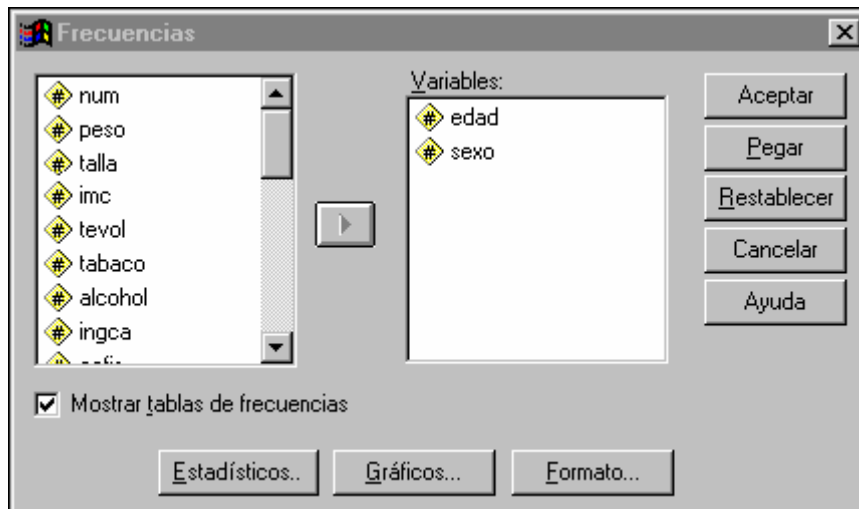 Frecuencias
num
peso
talla
imc
tevol
tabaco
alcohol
ingca
Variables:
edad
sexo
Aceptar
Pegar
Restablecer
Cancelar
Ayuda
Mostrar tablas de frecuencias
Estadísticos..
Gráficos...
Formato...